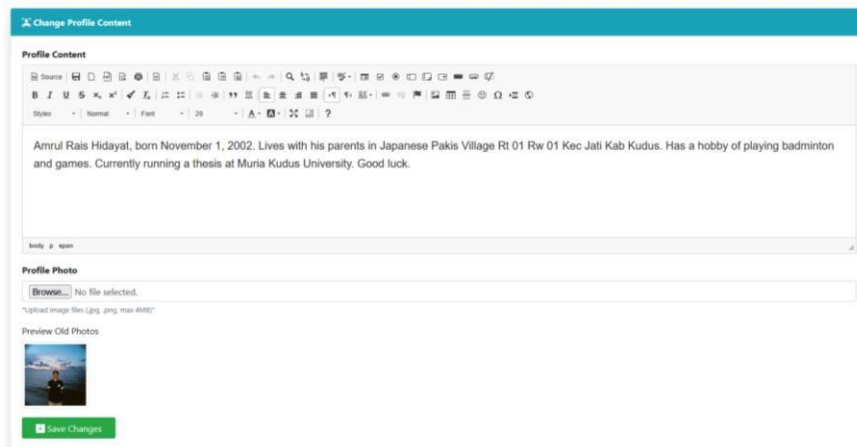 Change Profile Content
Profile Content
Source
B I U S x₂ x² Iₓ
Styles Normal Font 20 A A ?
Amrul Rais Hidayat, born November 1, 2002. Lives with his parents in Japanese Pakis Village Rt 01 Rw 01 Kec Jati Kab Kudus. Has a hobby of playing badminton
and games. Currently running a thesis at Muria Kudus University. Good luck.
body p span
Profile Photo
Browse... No file selected.
*Upload image files (.jpg, .png, max 4MB)*
Preview Old Photos
Save Changes